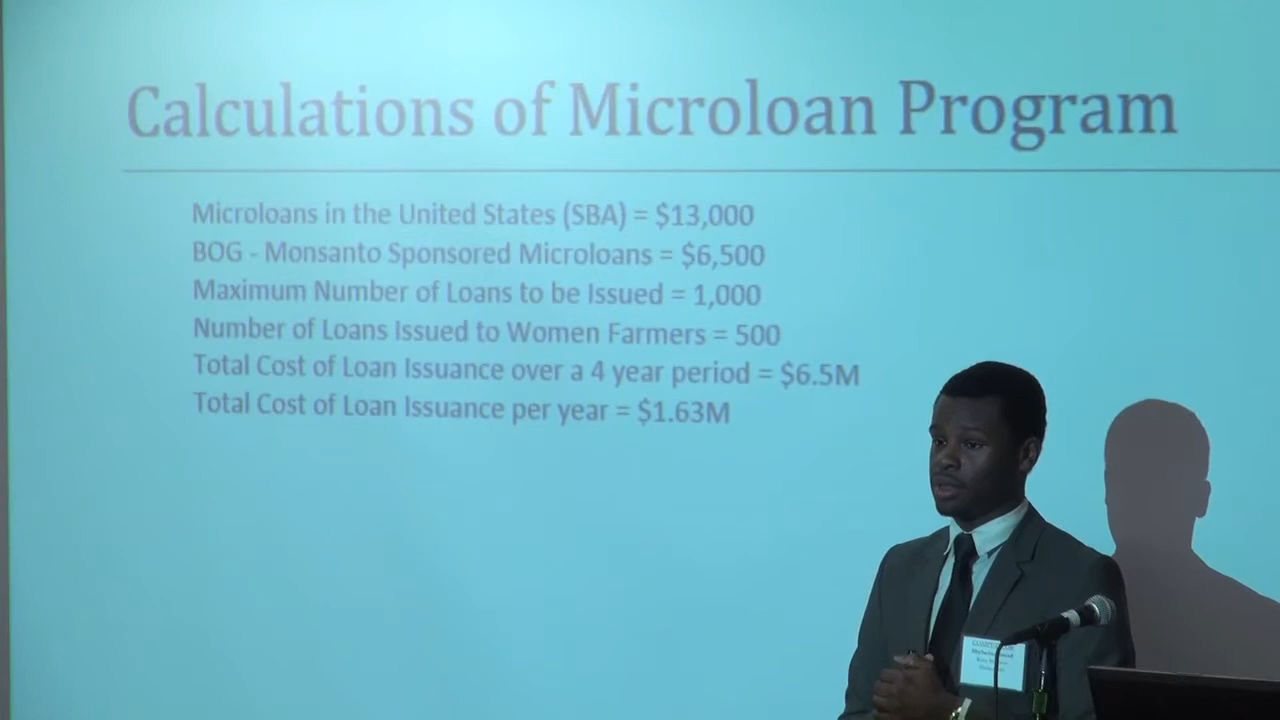 Calculations of Microloan Program
Microloans in the United States (SBA) = $13,000
BOG - Monsanto Sponsored Microloans = $6,500
Maximum Number of Loans to be Issued = 1,000
Number of Loans Issued to Women Farmers = 500
Total Cost of Loan Issuance over a 4 year period = $6.5M
Total Cost of Loan Issuance per year = $1.63M